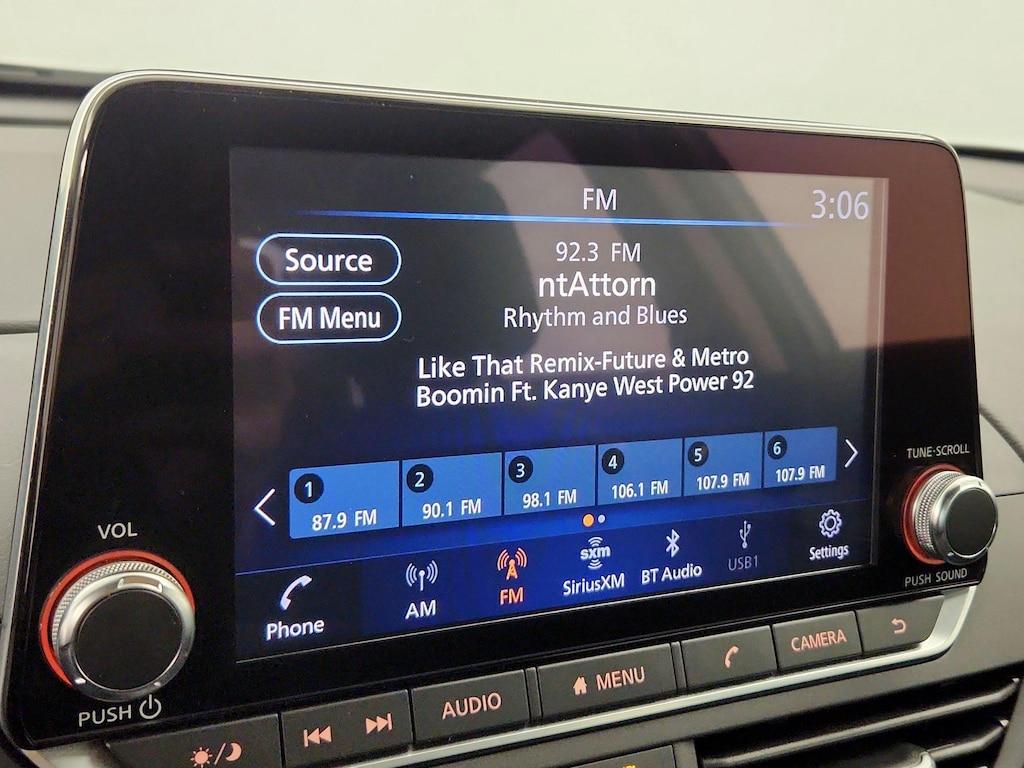 FM
3:06
Source
92.3 FM
ntAttorn
FM Menu
Rhythm and Blues
Like That Remix-Future & Metro
Boomin Ft. Kanye West Power 92
1
87.9 FM
2
90.1 FM
3
98.1 FM
4
106.1 FM
5
107.9 FM
6
107.9 FM
Phone
AM
FM
sxm
SiriusXM
BT Audio
USB1
Settings
VOL
PUSH
TUNE·SCROLL
PUSH SOUND
AUDIO
MENU
CAMERA